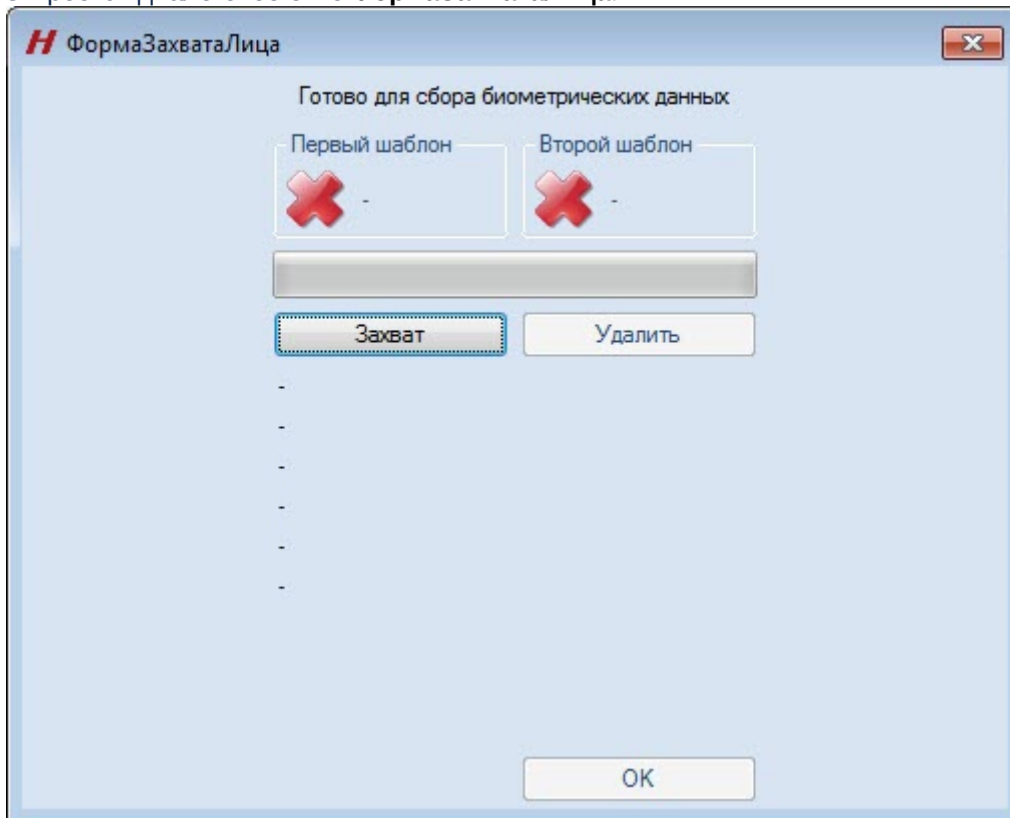 H ФормаЗахватаЛица
Готово для сбора биометрических данных
Первый шаблон Второй шаблон
- -
Захват Удалить
-
-
-
-
-
-
OK